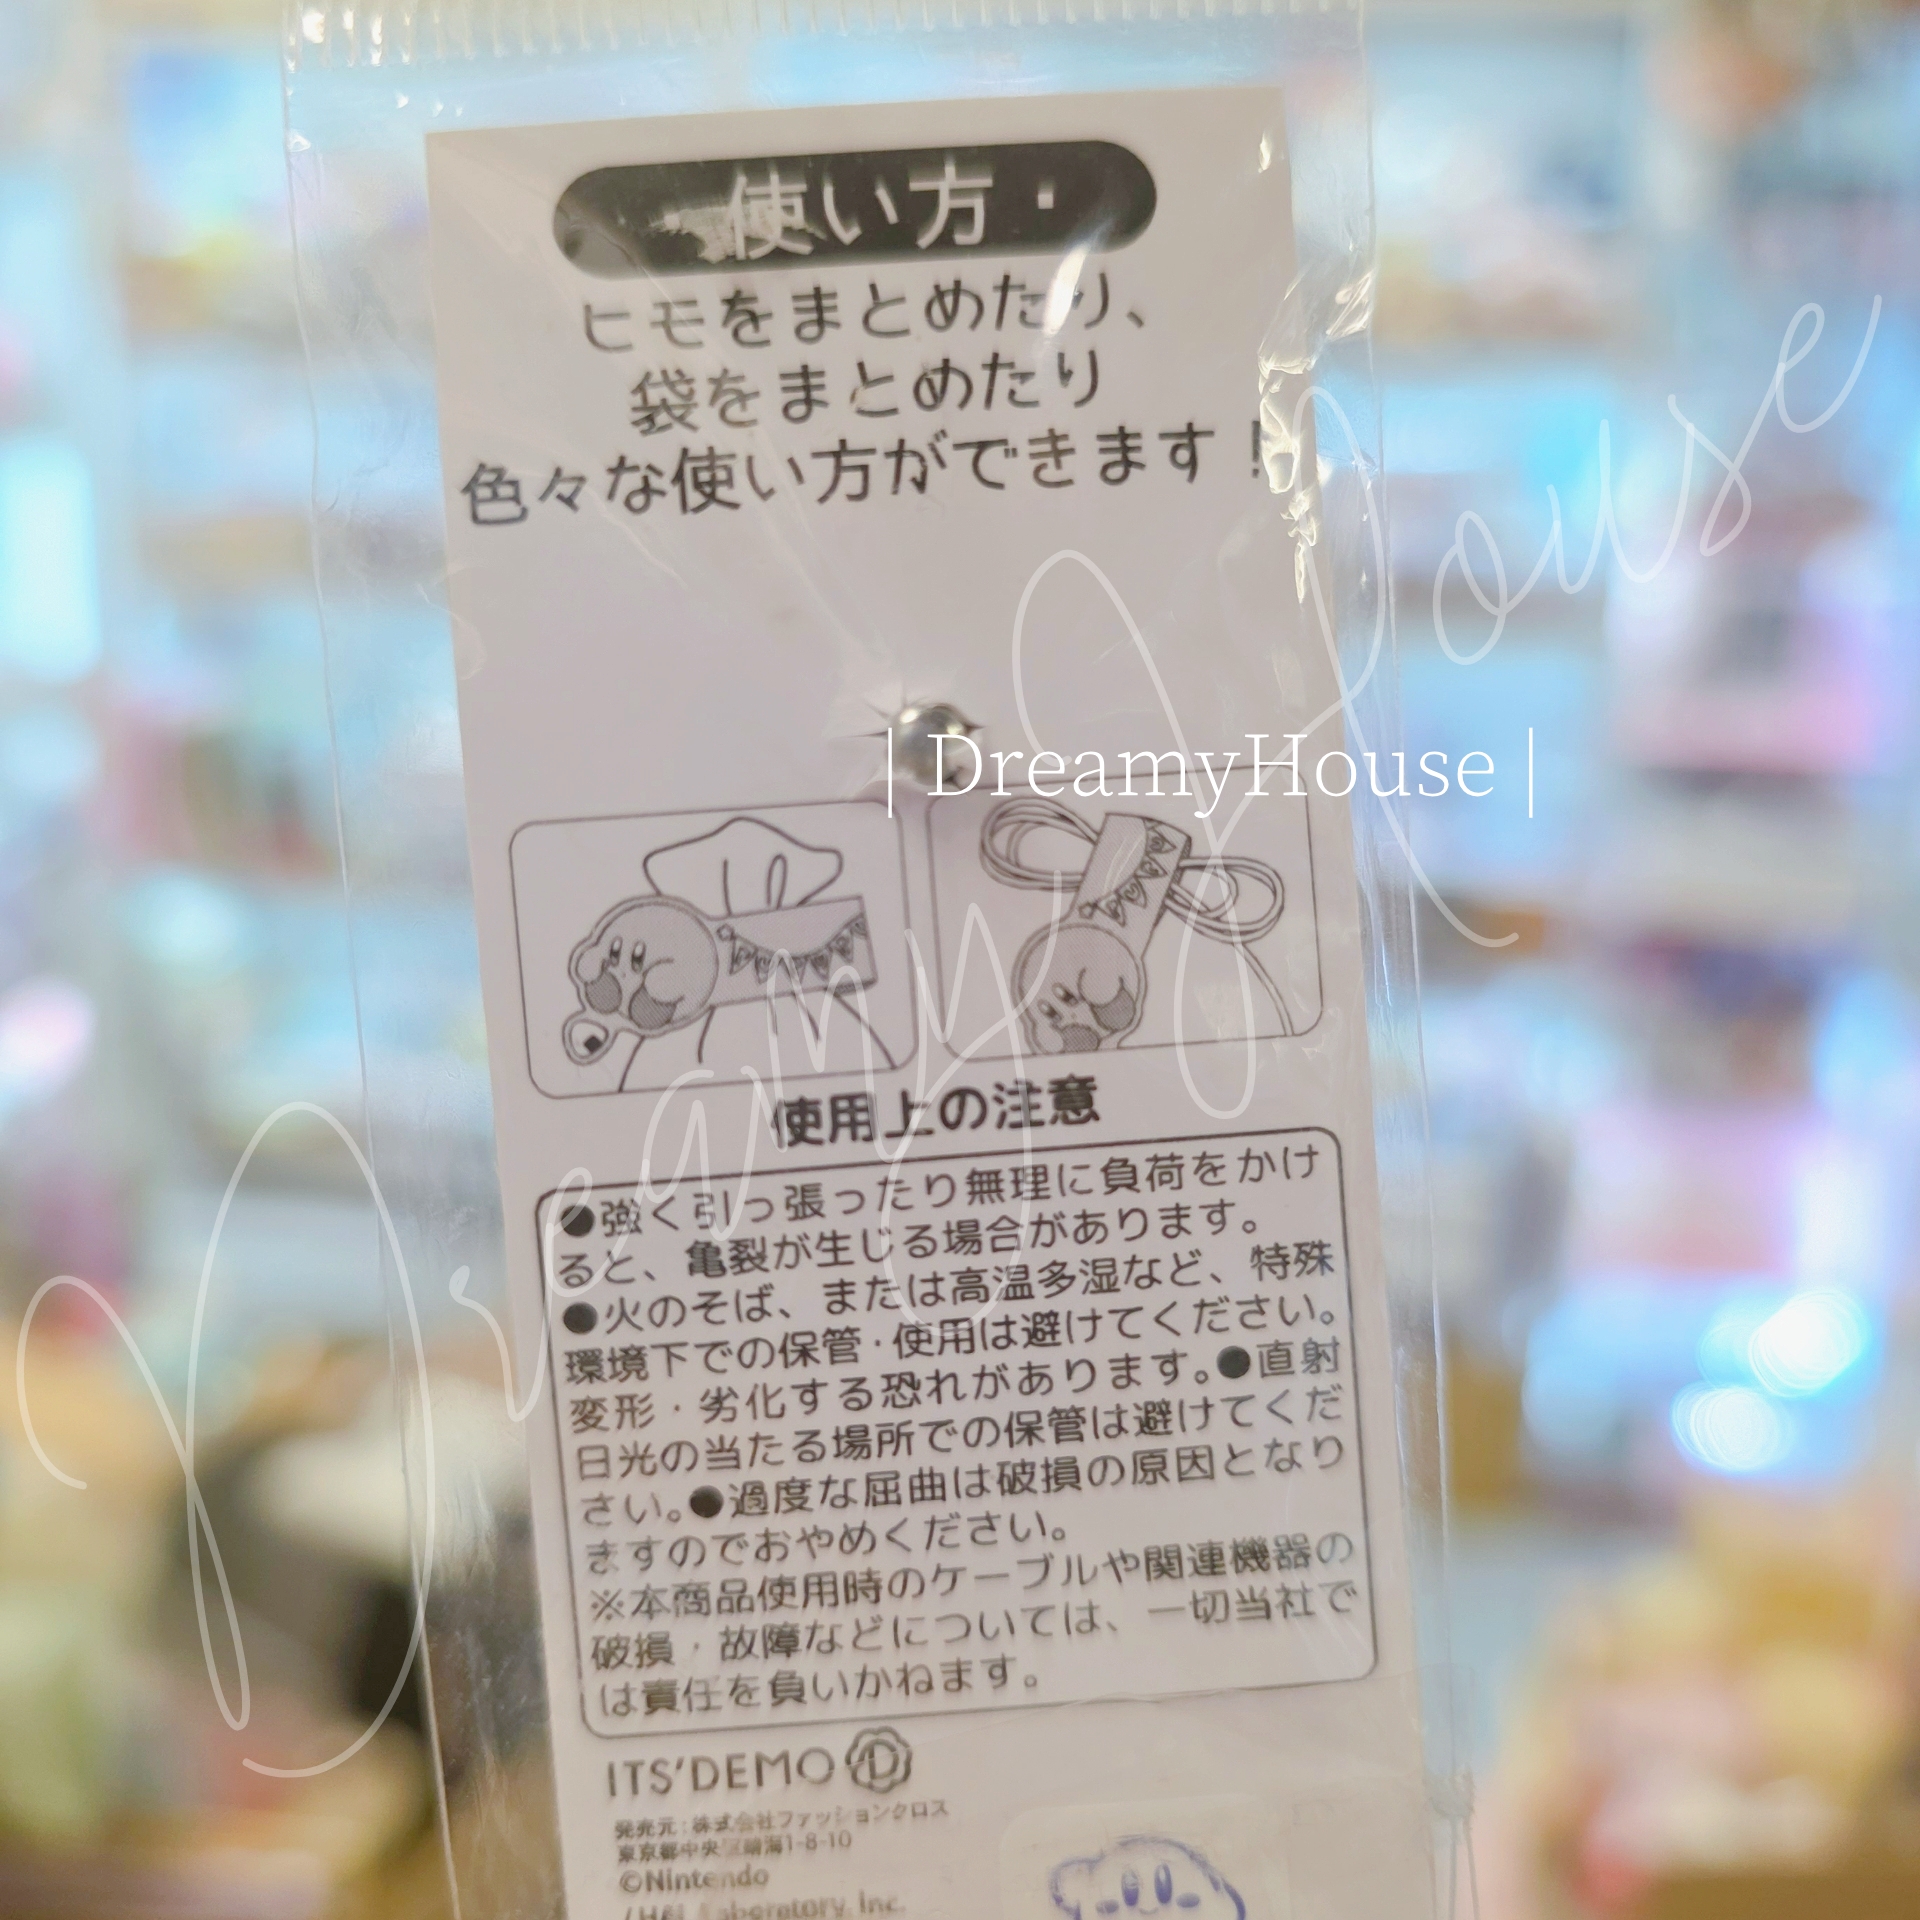 使い方・
ヒモをまとめたり、
袋をまとめたり
色々な使い方ができます！
| DreamyHouse |
Dreamy House
使用上の注意
●強く引っ張ったり無理に負荷をかけ
ると、亀裂が生じる場合があります。
●火のそば、または高温多湿など、特殊
環境下での保管・使用は避けてください。
変形・劣化する恐れがあります。●直射
日光の当たる場所での保管は避けてくだ
さい。●過度な屈曲は破損の原因となり
ますのでおやめください。
※本商品使用時のケーブルや関連機器の
破損・故障などについては、一切当社で
は責任を負いかねます。
ITS'DEMO D
発売元：株式会社ファッションクロス
東京都中央区晴海1-8-10
©Nintendo
/ HAL Laboratory, Inc.